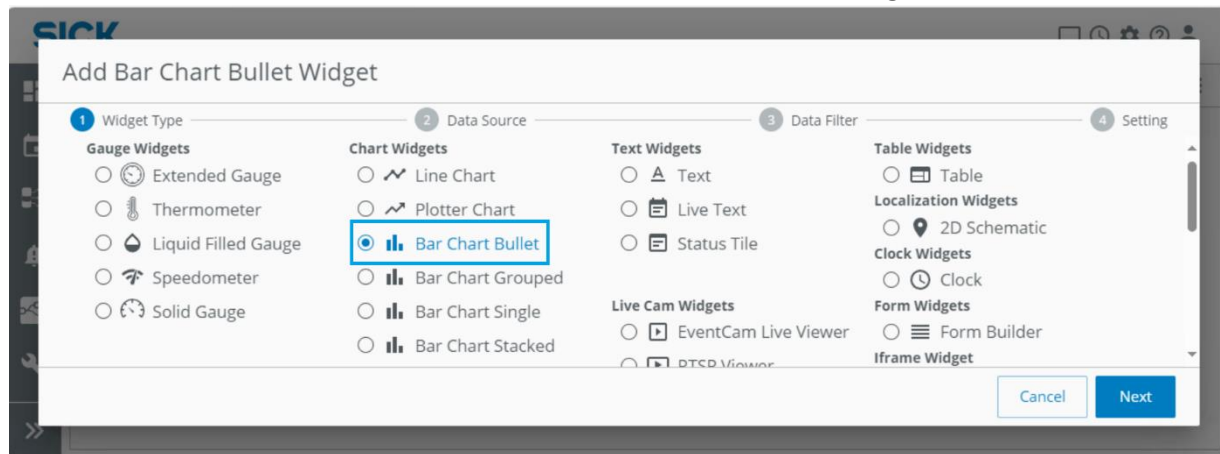 SICK
Add Bar Chart Bullet Widget
1 Widget Type
2 Data Source
3 Data Filter
4 Setting
Gauge Widgets
Extended Gauge
Thermometer
Liquid Filled Gauge
Speedometer
Solid Gauge
Chart Widgets
Line Chart
Plotter Chart
Bar Chart Bullet
Bar Chart Grouped
Bar Chart Single
Bar Chart Stacked
Text Widgets
Text
Live Text
Status Tile
Live Cam Widgets
EventCam Live Viewer
RTSP Viewer
Table Widgets
Table
Localization Widgets
2D Schematic
Clock Widgets
Clock
Form Widgets
Form Builder
Iframe Widget
Cancel
Next